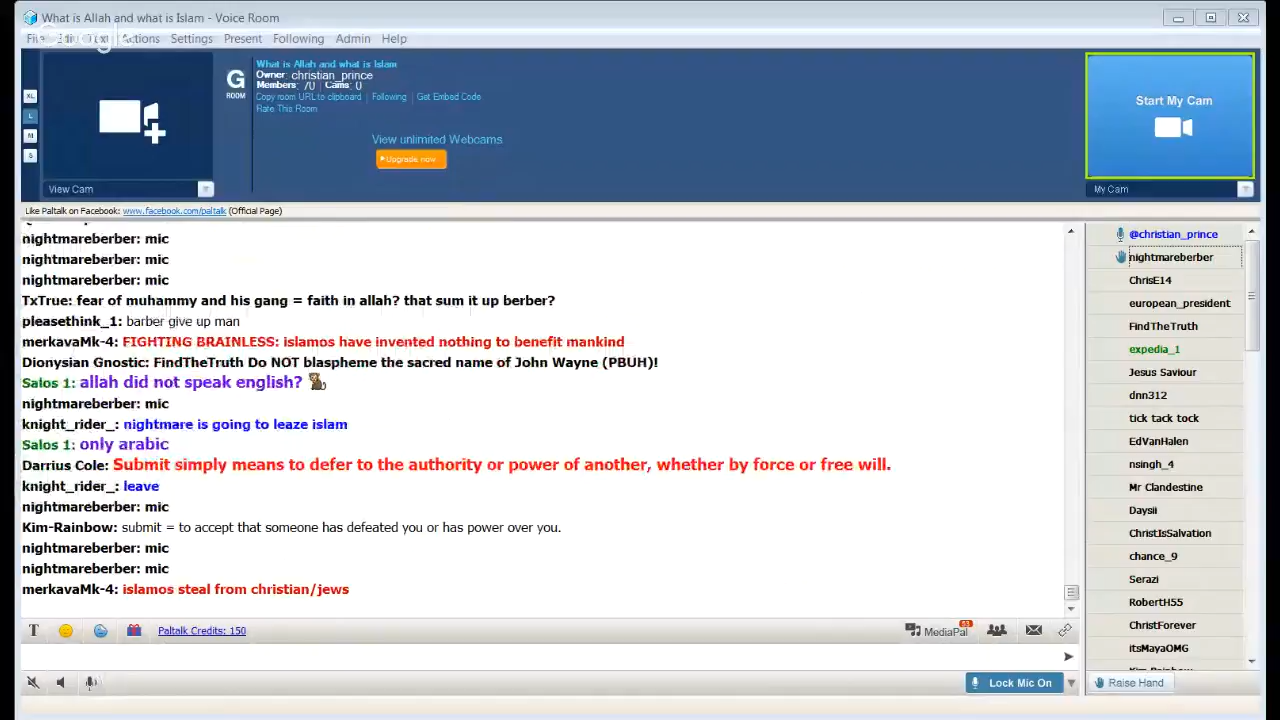 What is Allah and what is Islam - Voice Room
Google
File Edit Text Actions Settings Present Following Admin Help
XL
L
M
S
View Cam
G
ROOM
What is Allah and what is Islam
Owner: christian_prince
Members: 70 | Cams: 0
Copy room URL to clipboard | Following | Get Embed Code
Rate This Room
View unlimited Webcams
Upgrade now
Start My Cam
My Cam
Like Paltalk on Facebook: www.facebook.com/paltalk (Official Page)
nightmareberber: mic
nightmareberber: mic
nightmareberber: mic
TxTrue: fear of muhammy and his gang = faith in allah? that sum it up berber?
pleasethink_1: barber give up man
merkavaMk-4: FIGHTING BRAINLESS: islamos have invented nothing to benefit mankind
Dionysian Gnostic: FindTheTruth Do NOT blaspheme the sacred name of John Wayne (PBUH)!
Salos 1: allah did not speak english?
nightmareberber: mic
knight_rider_: nightmare is going to leaze islam
Salos 1: only arabic
Darrius Cole: Submit simply means to defer to the authority or power of another, whether by force or free will.
knight_rider_: leave
nightmareberber: mic
Kim-Rainbow: submit = to accept that someone has defeated you or has power over you.
nightmareberber: mic
nightmareberber: mic
merkavaMk-4: islamos steal from christian/jews
@christian_prince
nightmareberber
ChrisE14
european_president
FindTheTruth
expedia_1
Jesus Saviour
dnn312
tick tack tock
EdVanHalen
nsingh_4
Mr Clandestine
Daysii
ChristIsSalvation
chance_9
Serazi
RobertH55
ChristForever
itsMayaOMG
Kim-Rainbow
T
Paltalk Credits: 150
MediaPal
Lock Mic On
Raise Hand